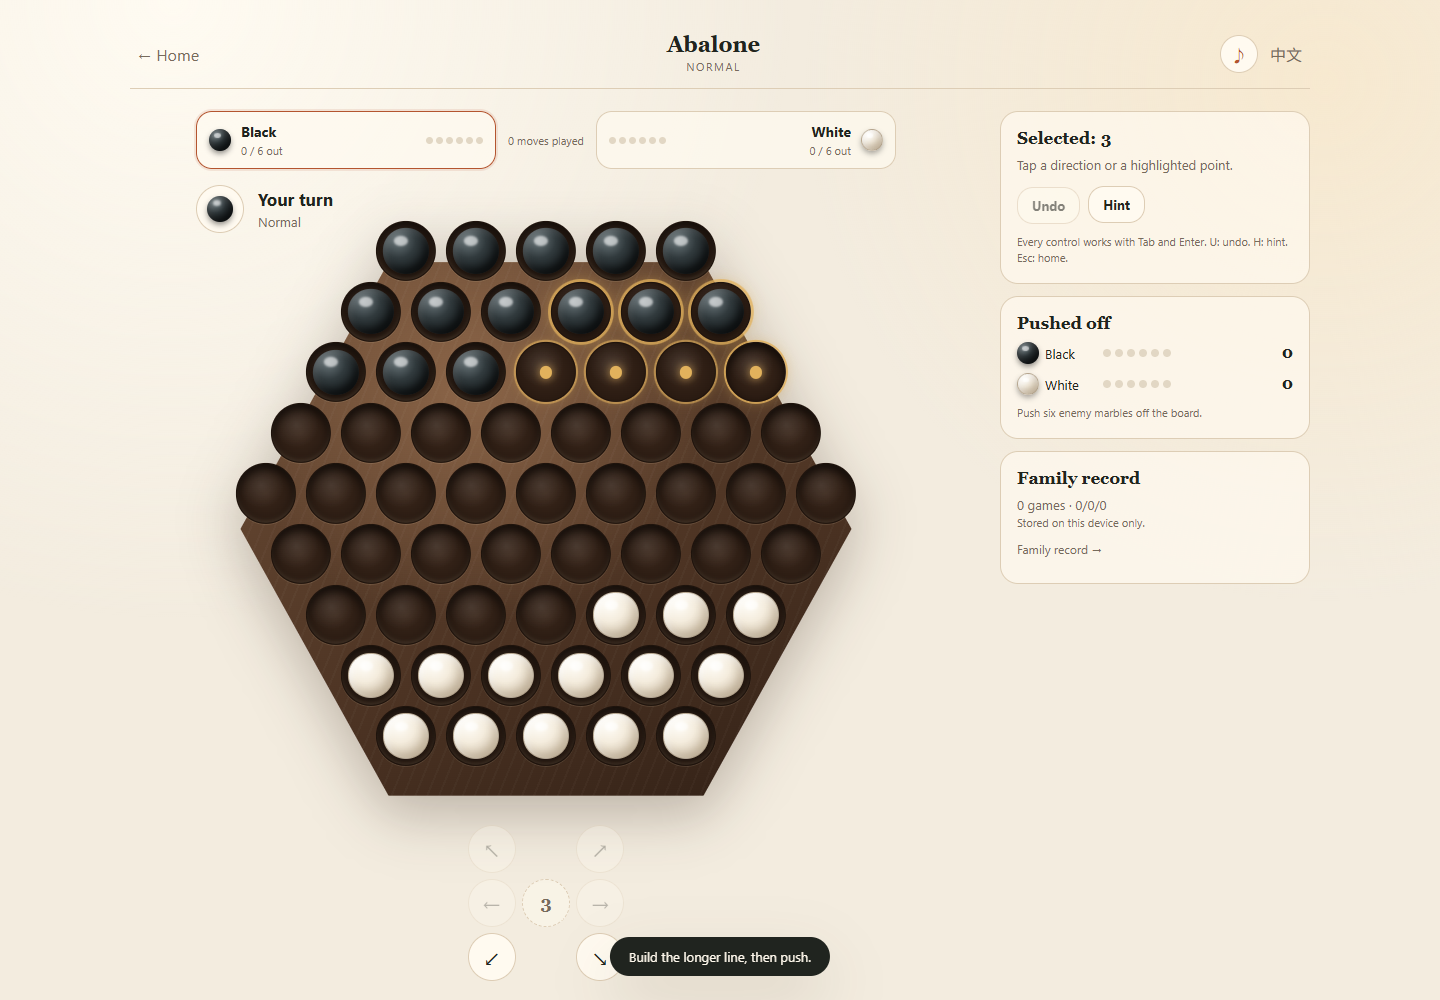 ← Home
Abalone
NORMAL
♪
中文
Black
0 / 6 out
0 moves played
White
0 / 6 out
Your turn
Normal
Selected: 3
Tap a direction or a highlighted point.
Undo
Hint
Every control works with Tab and Enter. U: undo. H: hint.
Esc: home.
Pushed off
Black
0
White
0
Push six enemy marbles off the board.
Family record
0 games · 0/0/0
Stored on this device only.
Family record →
↖
↗
←
3
→
↙
↘
Build the longer line, then push.